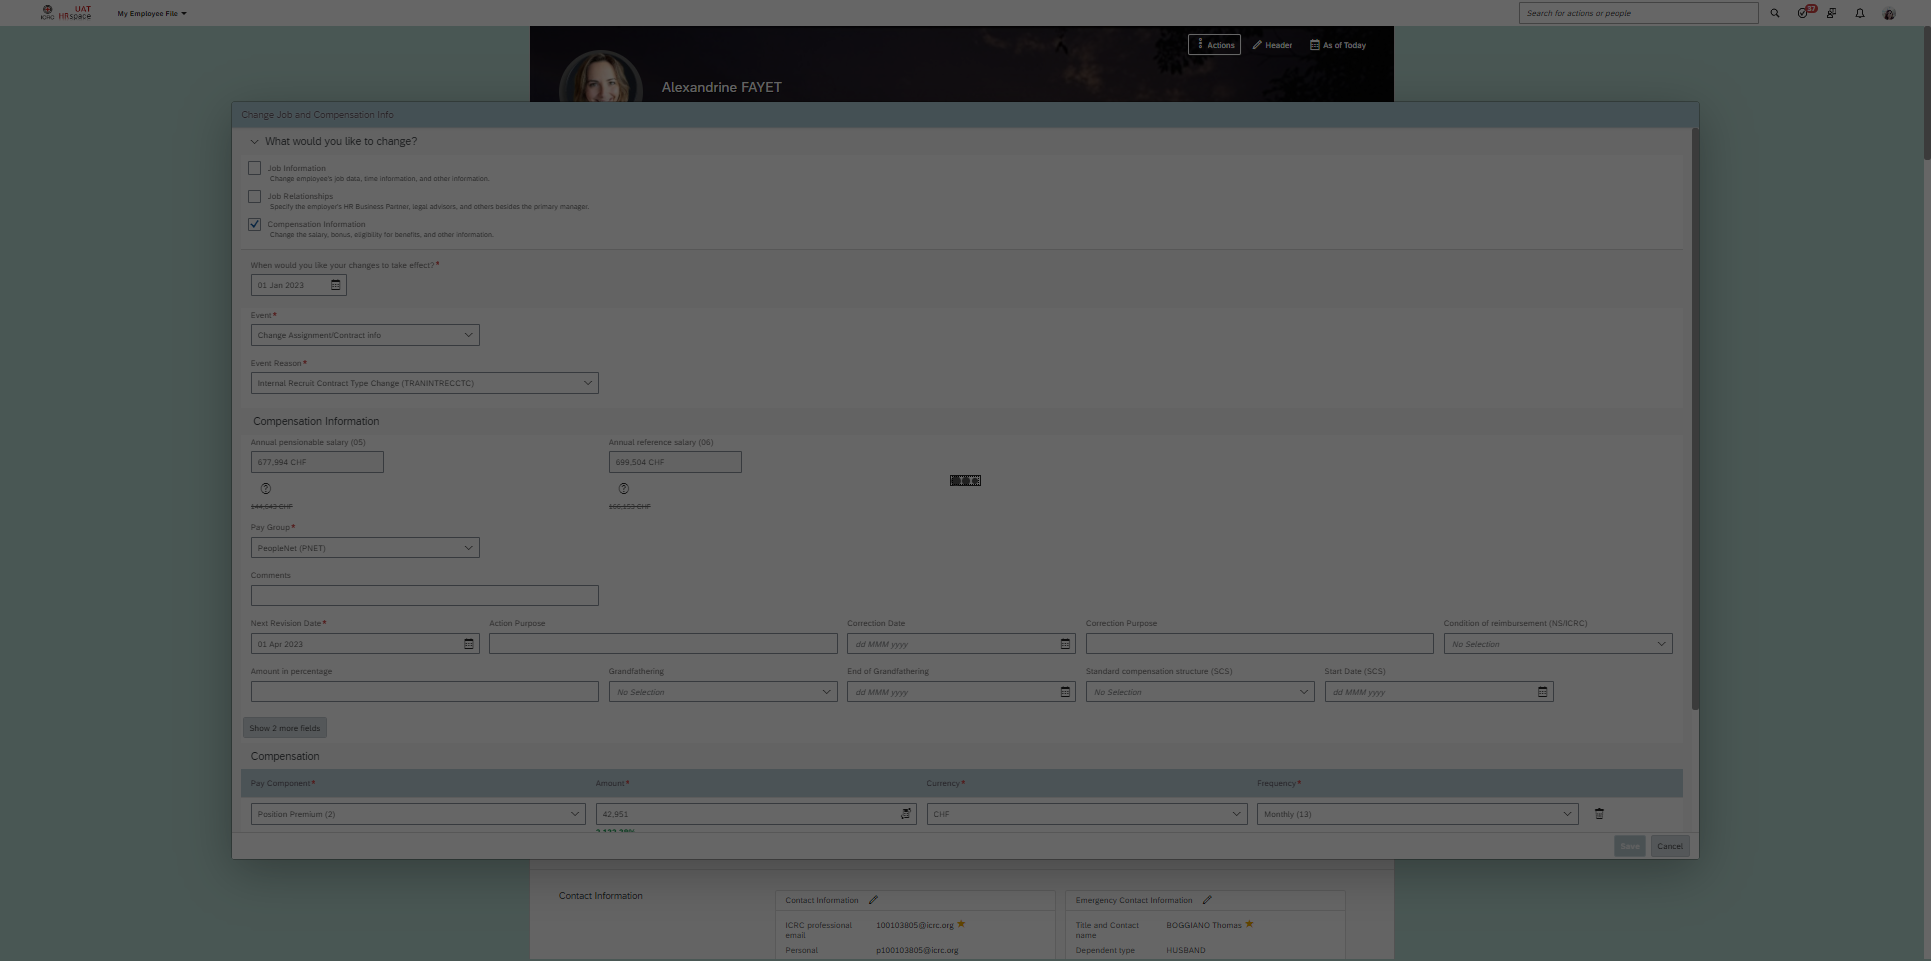 ICRC
UAT
HRspace
My Employee File
Search for actions or people
37
Actions
Header
As of Today
Alexandrine FAYET
Change Job and Compensation Info
What would you like to change?
Job Information
Change employee's job data, time information, and other information.
Job Relationships
Specify the employer's HR Business Partner, legal advisors, and others besides the primary manager.
Compensation Information
Change the salary, bonus, eligibility for benefits, and other information.
When would you like your changes to take effect?*
01 Jan 2023
Event*
Change Assignment/Contract info
Event Reason*
Internal Recruit Contract Type Change (TRANINTRECCTC)
Compensation Information
Annual pensionable salary (05) Annual reference salary (06)
677,994 CHF 699,504 CHF
Pay Group*
PeopleNet (PNET)
Comments
Next Revision Date* Action Purpose Correction Date Correction Purpose Condition of reimbursement (NS/ICRC)
01 Apr 2023 dd MMM yyyy No Selection
Amount in percentage Grandfathering End of Grandfathering Standard compensation structure (SCS) Start Date (SCS)
No Selection dd MMM yyyy No Selection dd MMM yyyy
Show 2 more fields
Compensation
Pay Component* Amount* Currency* Frequency*
Position Premium (2) 42,951 CHF Monthly (13)
Save Cancel
Contact Information
Contact Information
ICRC professional email 100103805@icrc.org
Personal p100103805@icrc.org
Emergency Contact Information
Title and Contact name BOGGIANO Thomas
Dependent type HUSBAND